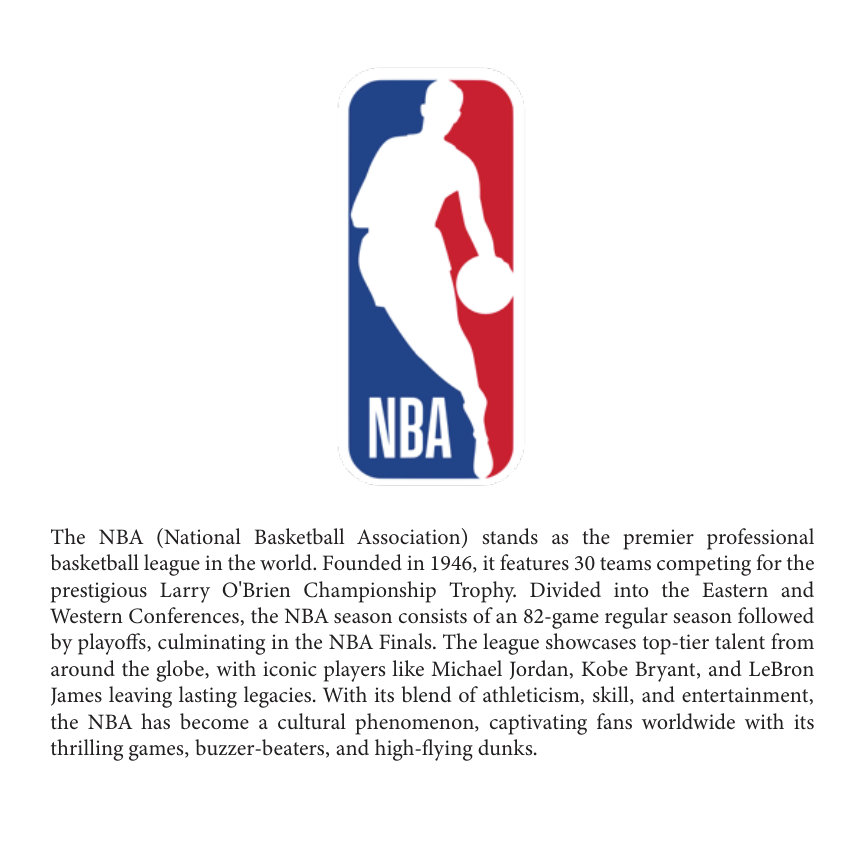 NBA
The NBA (National Basketball Association) stands as the premier professional
basketball league in the world. Founded in 1946, it features 30 teams competing for the
prestigious Larry O'Brien Championship Trophy. Divided into the Eastern and
Western Conferences, the NBA season consists of an 82-game regular season followed
by playoffs, culminating in the NBA Finals. The league showcases top-tier talent from
around the globe, with iconic players like Michael Jordan, Kobe Bryant, and LeBron
James leaving lasting legacies. With its blend of athleticism, skill, and entertainment,
the NBA has become a cultural phenomenon, captivating fans worldwide with its
thrilling games, buzzer-beaters, and high-flying dunks.